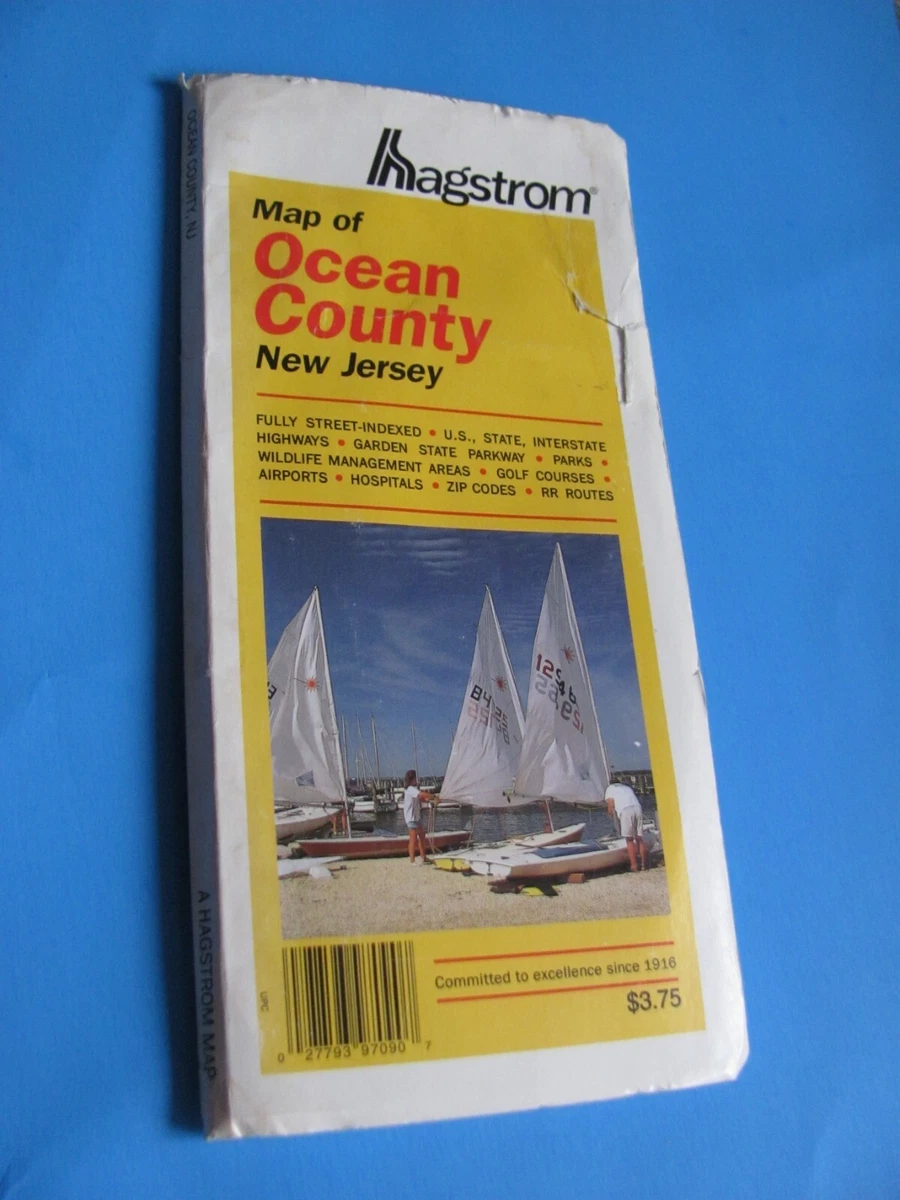 OCEAN COUNTY, NJ
hagstrom®
Map of
Ocean
County
New Jersey
FULLY STREET-INDEXED • U.S., STATE, INTERSTATE
HIGHWAYS • GARDEN STATE PARKWAY • PARKS •
WILDLIFE MANAGEMENT AREAS • GOLF COURSES •
AIRPORTS • HOSPITALS • ZIP CODES • RR ROUTES
Committed to excellence since 1916
$3.75
UPC
0 27793 97090 7
A HAGSTROM MAP